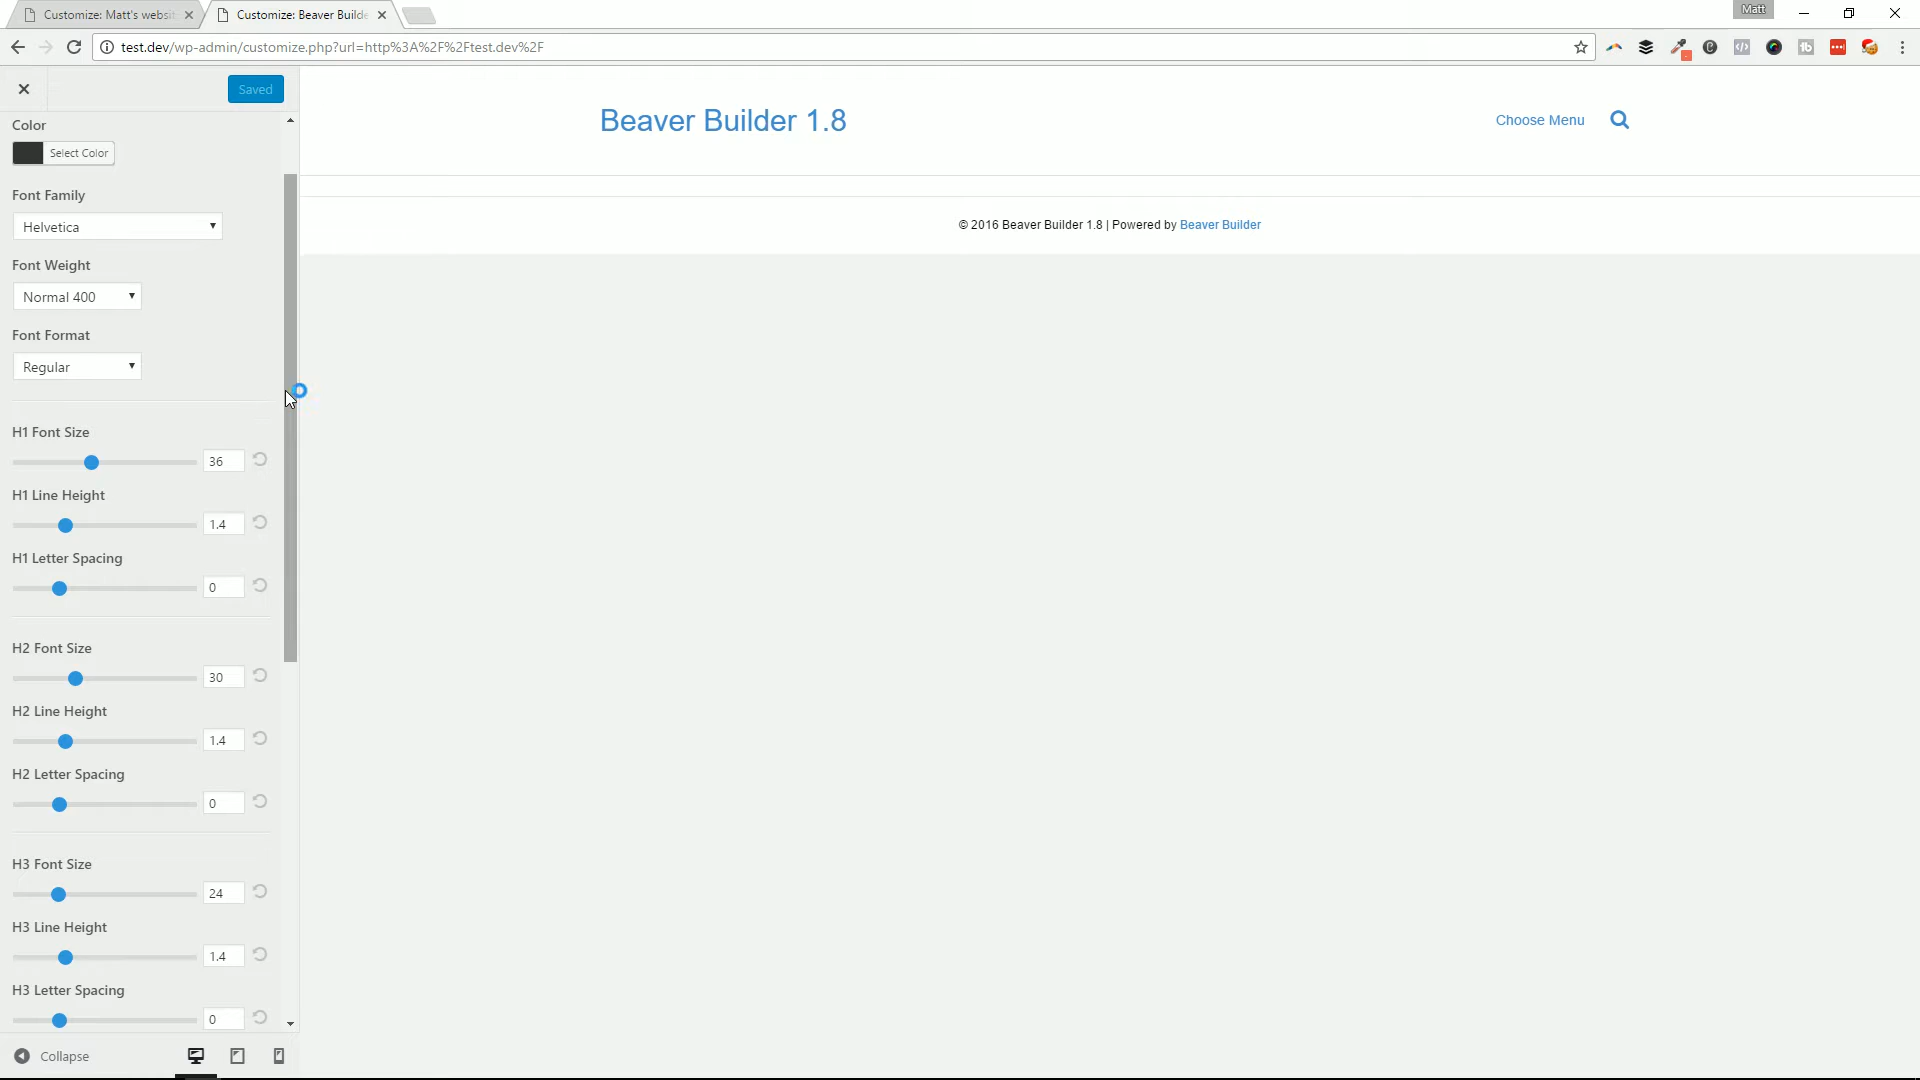 Customize: Matt's websi
Customize: Beaver Builde
Matt
test.dev/wp-admin/customize.php?url=http%3A%2F%2Ftest.dev%2F
Saved
Beaver Builder 1.8
Choose Menu
Color
Select Color
Font Family
Helvetica
© 2016 Beaver Builder 1.8 | Powered by Beaver Builder
Font Weight
Normal 400
Font Format
Regular
H1 Font Size
36
H1 Line Height
1.4
H1 Letter Spacing
0
H2 Font Size
30
H2 Line Height
1.4
H2 Letter Spacing
0
H3 Font Size
24
H3 Line Height
1.4
H3 Letter Spacing
0
Collapse